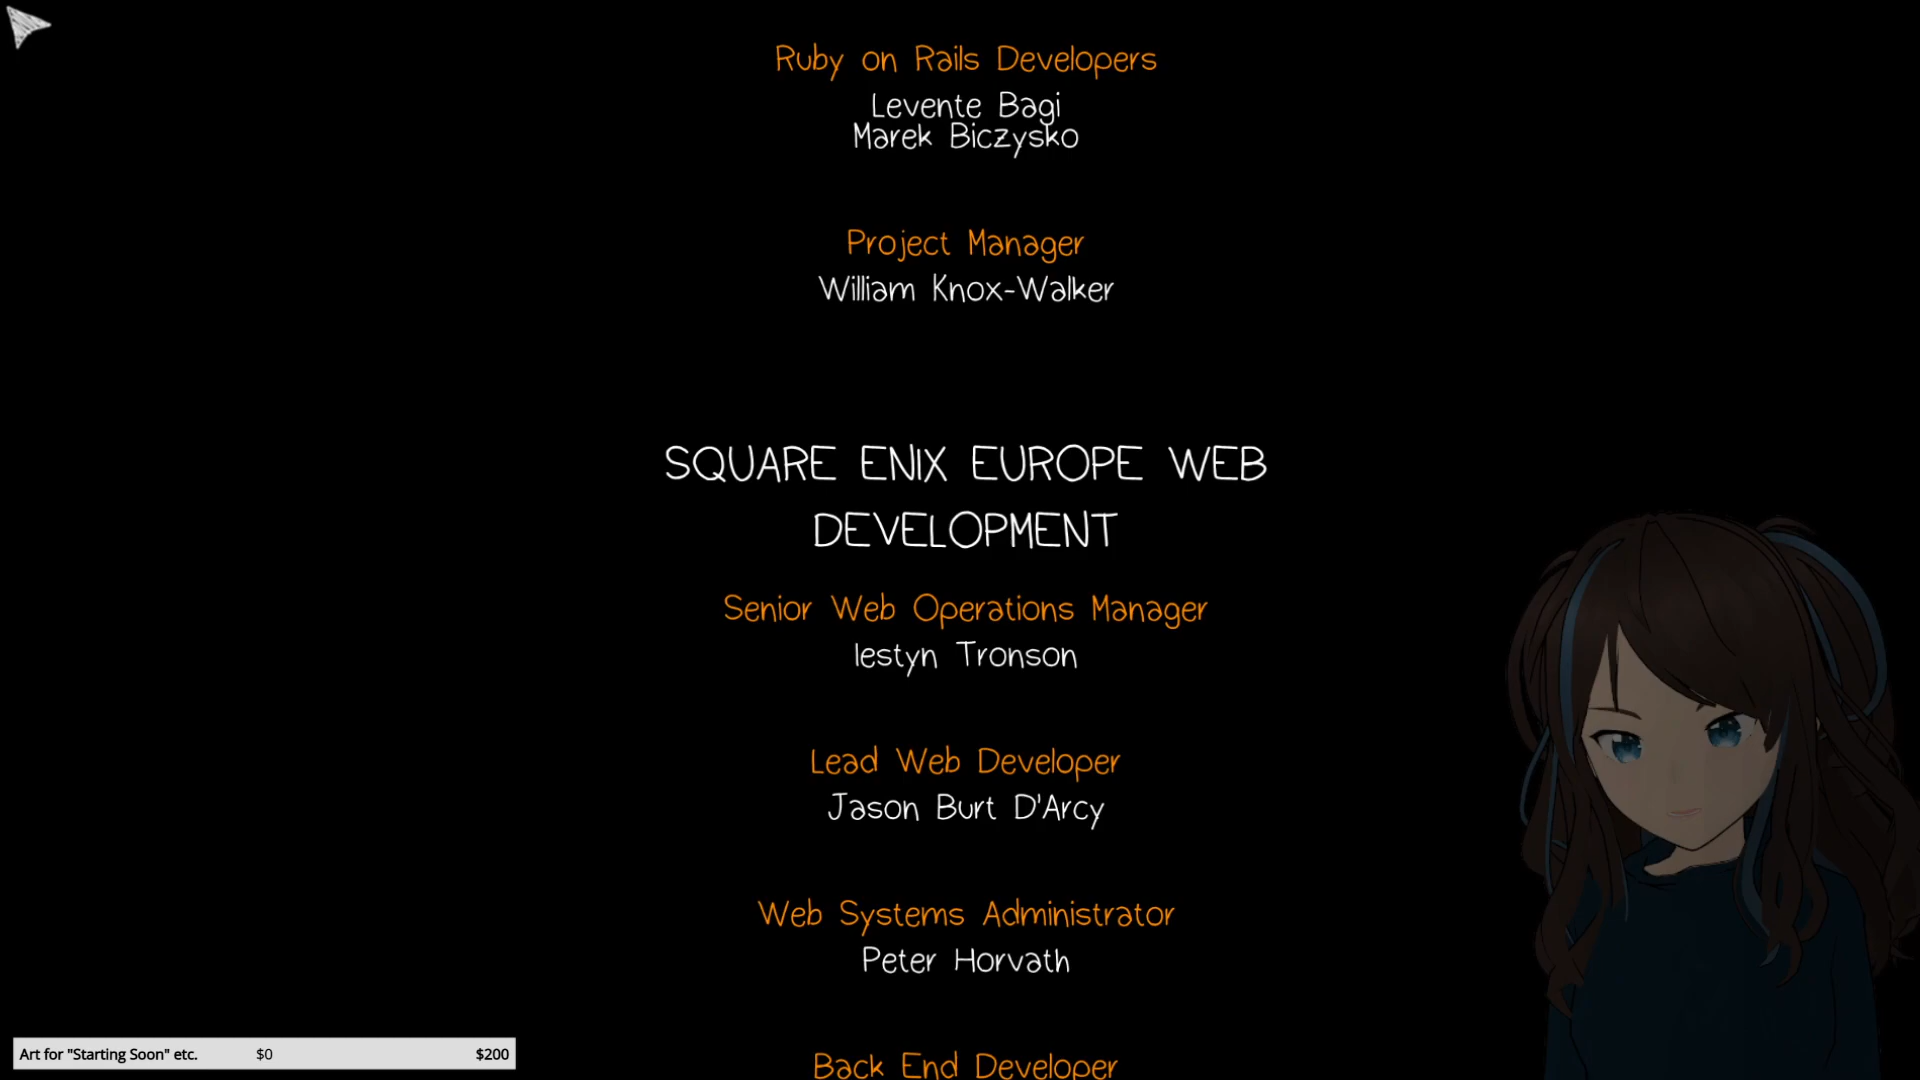 Ruby on Rails Developers
Levente Bagi
Marek Biczysko
Project Manager
William Knox-Walker
SQUARE ENIX EUROPE WEB
DEVELOPMENT
Senior Web Operations Manager
Iestyn Tronson
Lead Web Developer
Jason Burt D'Arcy
Web Systems Administrator
Peter Horvath
Back End Developer
Art for "Starting Soon" etc. $0 $200